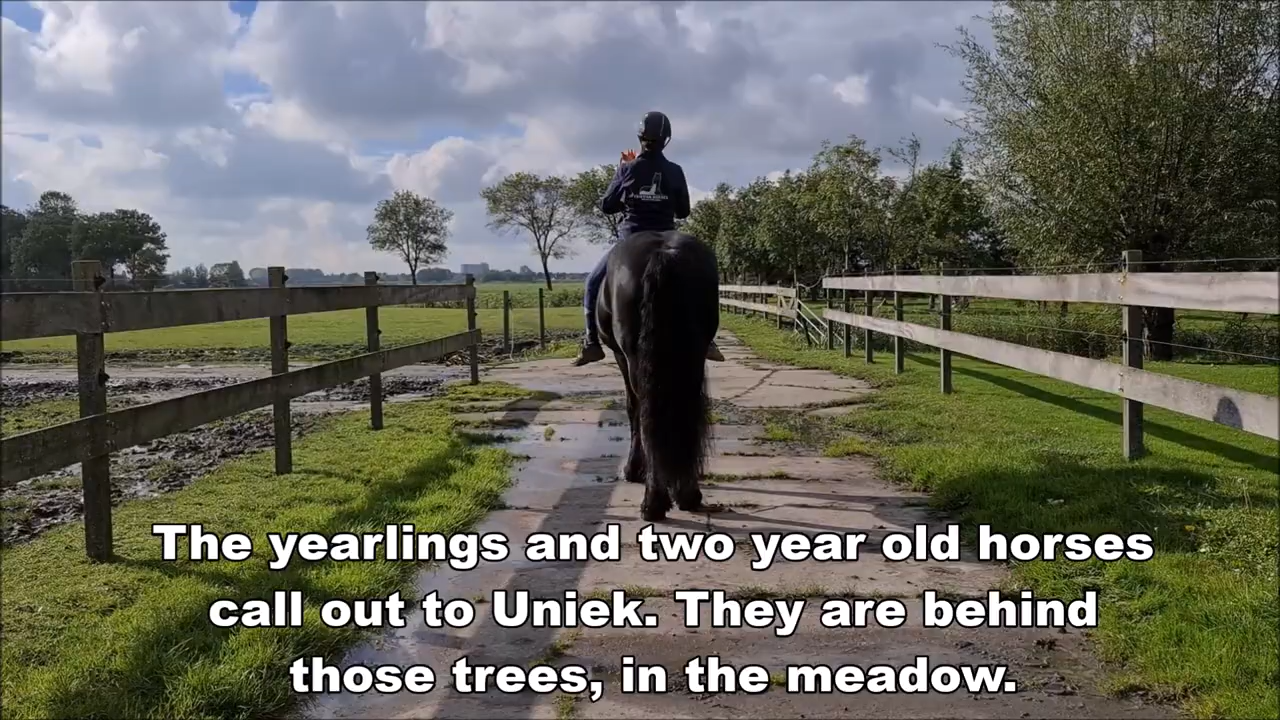 The yearlings and two year old horses
call out to Uniek. They are behind
those trees, in the meadow.